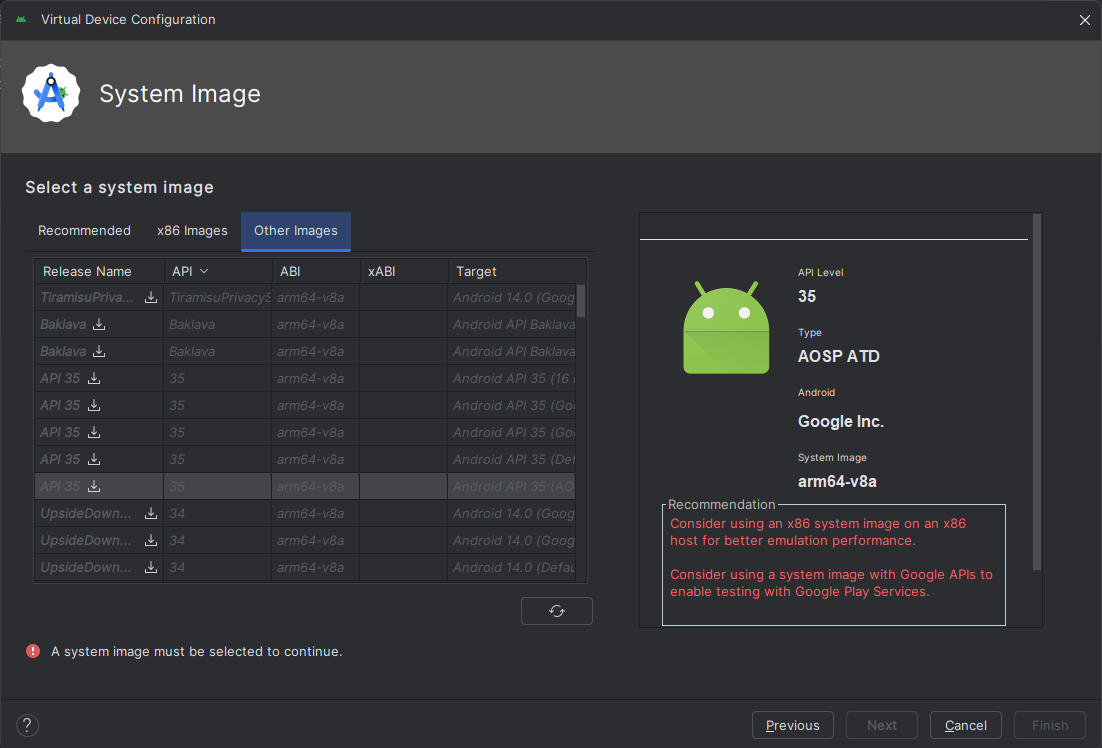 Virtual Device Configuration
System Image
Select a system image
Recommended x86 Images Other Images
Release Name API ABI xABI Target
TiramisuPriva... TiramisuPrivacyS arm64-v8a Android 14.0 (Goog
Baklava Baklava arm64-v8a Android API Baklava
Baklava Baklava arm64-v8a Android API Baklava
API 35 35 arm64-v8a Android API 35 (16
API 35 35 arm64-v8a Android API 35 (Goo
API 35 35 arm64-v8a Android API 35 (Goo
API 35 35 arm64-v8a Android API 35 (Def
API 35 35 arm64-v8a Android API 35 (AO
UpsideDown... 34 arm64-v8a Android 14.0 (Goog
UpsideDown... 34 arm64-v8a Android 14.0 (Goog
UpsideDown... 34 arm64-v8a Android 14.0 (Defau
A system image must be selected to continue.
API Level
35
Type
AOSP ATD
Android
Google Inc.
System Image
arm64-v8a
Recommendation
Consider using an x86 system image on an x86
host for better emulation performance.
Consider using a system image with Google APIs to
enable testing with Google Play Services.
? Previous Next Cancel Finish